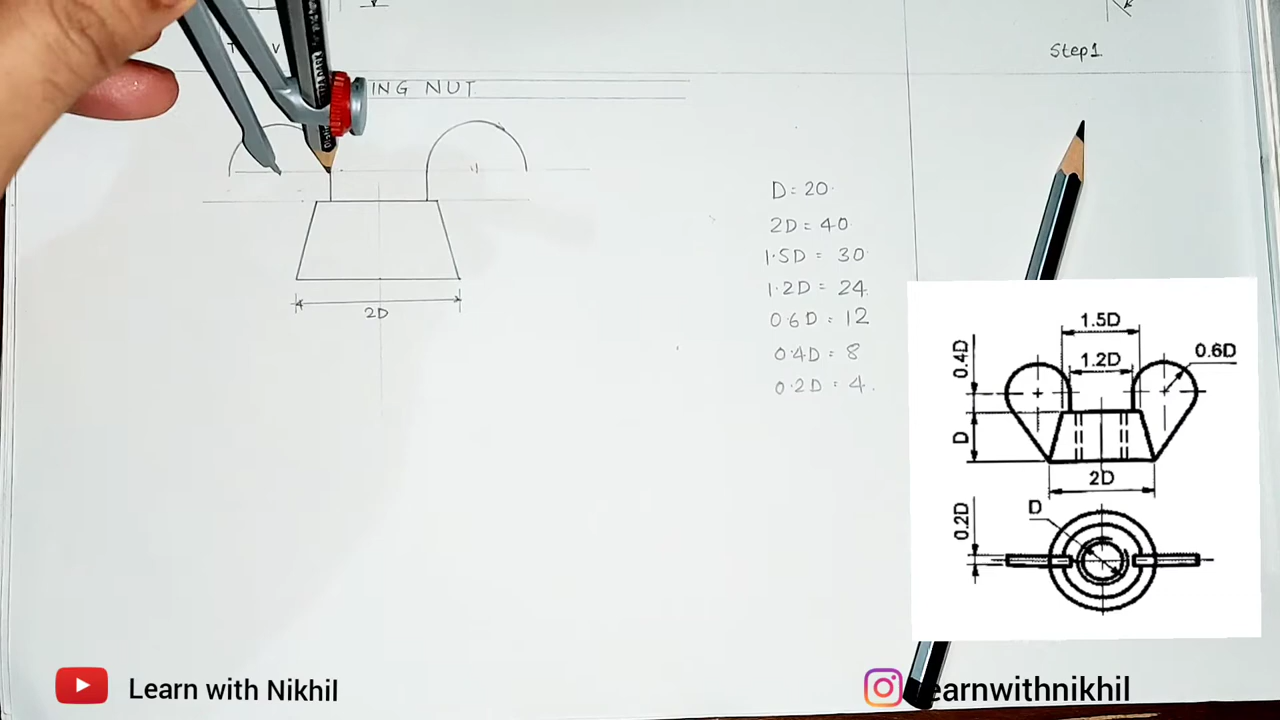 Step1
ING NUT
D = 20
2D = 40
1.5D = 30
1.2D = 24
0.6D = 12
0.4D = 8
0.2D = 4.
2D
1.5D
0.4D
1.2D
0.6D
D
2D
D
0.2D
Learn with Nikhil
earnwithnikhil